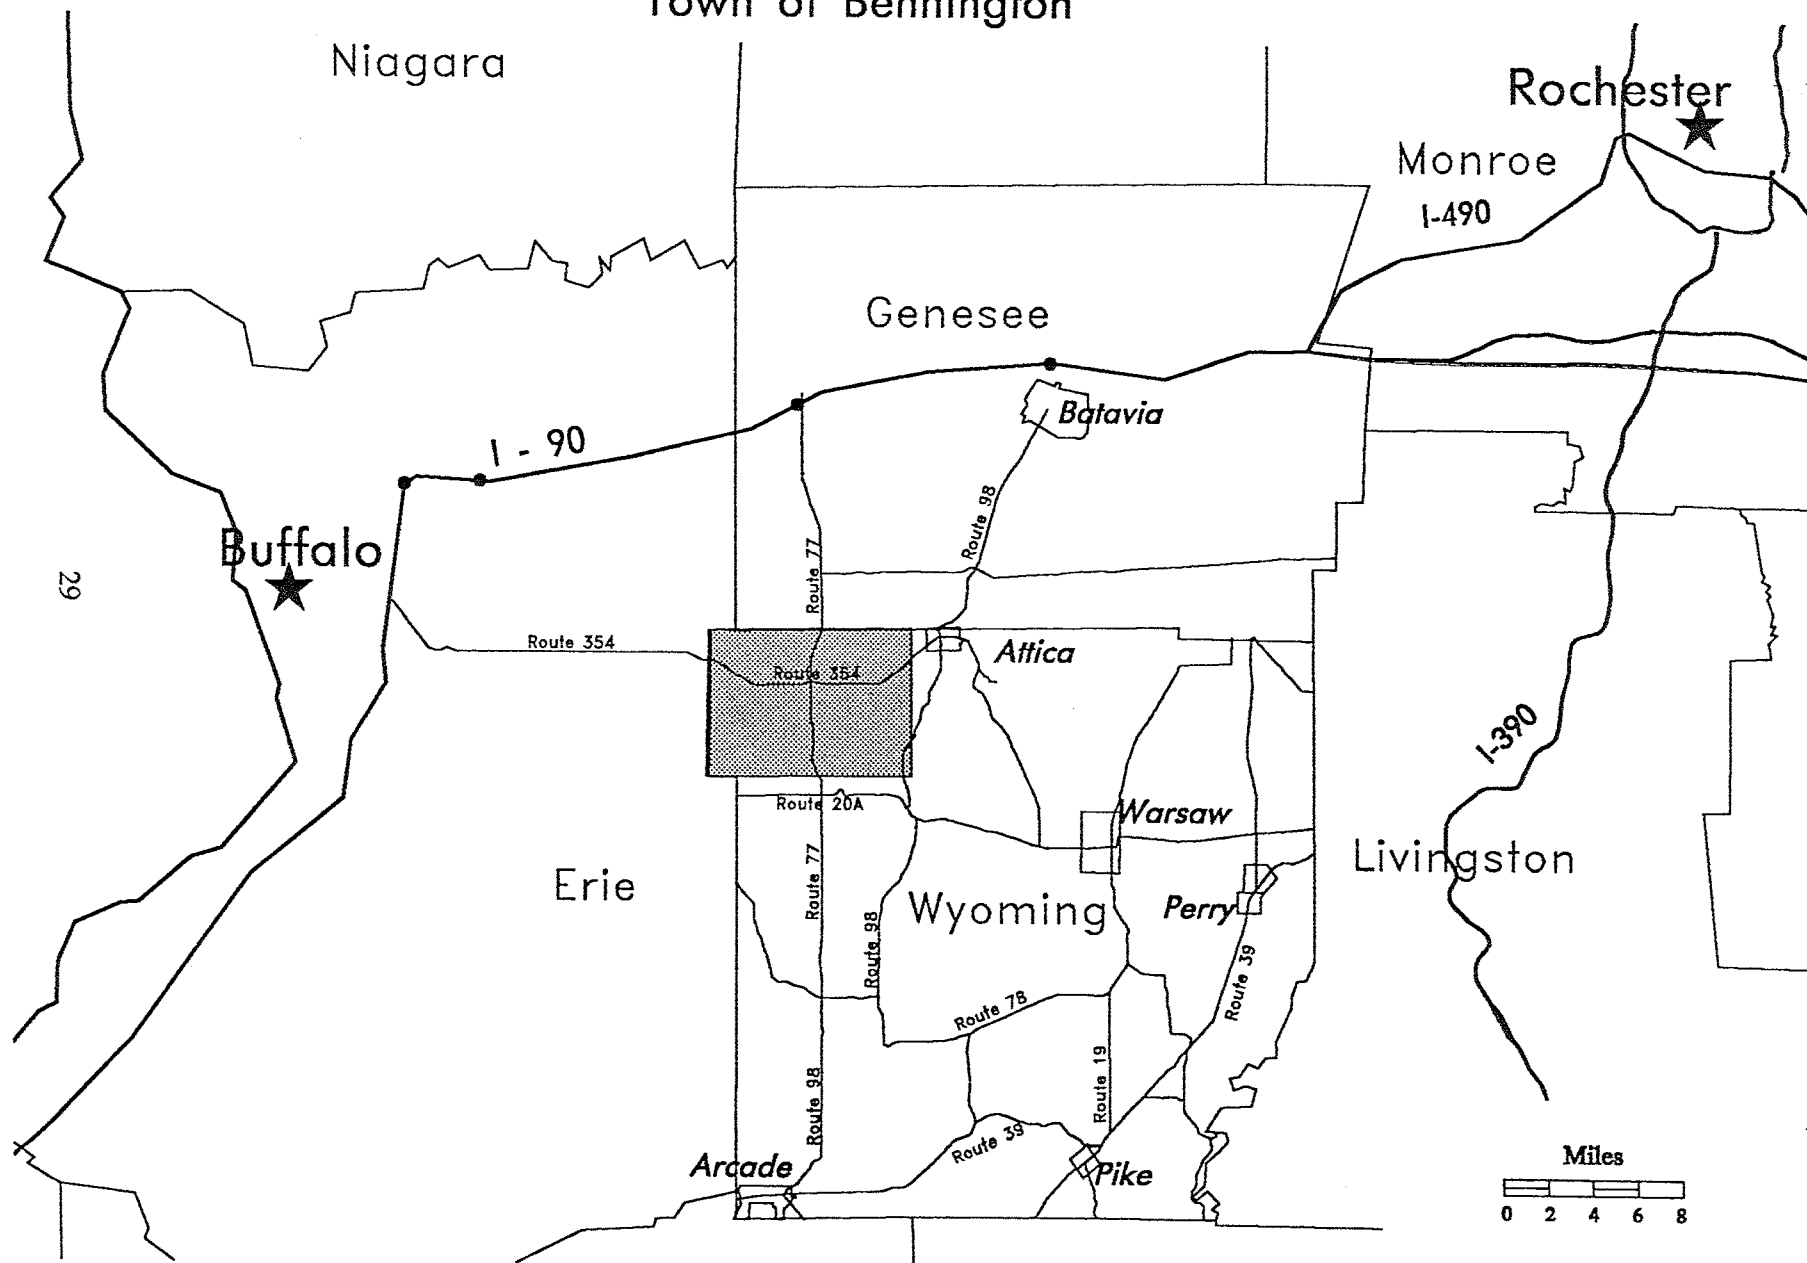 Town of Bennington
Niagara
Rochester
Monroe
I-490
Genesee
Batavia
I - 90
Route 98
Buffalo
Route 77
29
Route 354
Attica
Route 354
I-390
Route 20A
Warsaw
Route 77
Erie
Livingston
Wyoming
Perry
Route 98
Route 39
Route 78
Route 19
Route 98
Route 39
Arcade
Pike
Miles
0 2 4 6 8